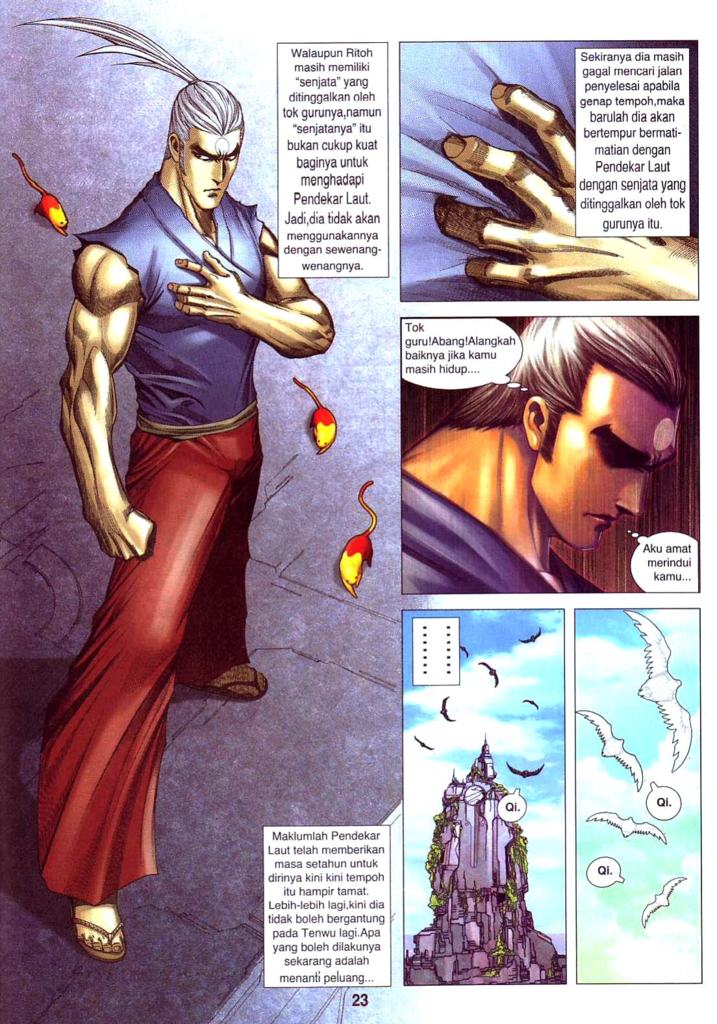 Walaupun Ritoh
masih memiliki
“senjata” yang
ditinggalkan oleh
tok gurunya,namun
“senjatanya” itu
bukan cukup kuat
baginya untuk
menghadapi
Pendekar Laut.
Jadi,dia tidak akan
menggunakannya
dengan sewenang-
wenangnya.
Sekiranya dia masih
gagal mencari jalan
penyelesai apabila
genap tempoh,maka
barulah dia akan
bertempur bermati-
matian dengan
Pendekar Laut
dengan senjata yang
ditinggalkan oleh tok
gurunya itu.
Tok
guru!Abang!Alangkah
baiknya jika kamu
masih hidup....
Aku amat
merindui
kamu...
Maklumlah Pendekar
Laut telah memberikan
masa setahun untuk
dirinya kini kini tempoh
itu hampir tamat.
Lebih-lebih lagi,kini dia
tidak boleh bergantung
pada Tenwu lagi.Apa
yang boleh dilakunya
sekarang adalah
menanti peluang...
Qi.
Qi.
Qi.
23